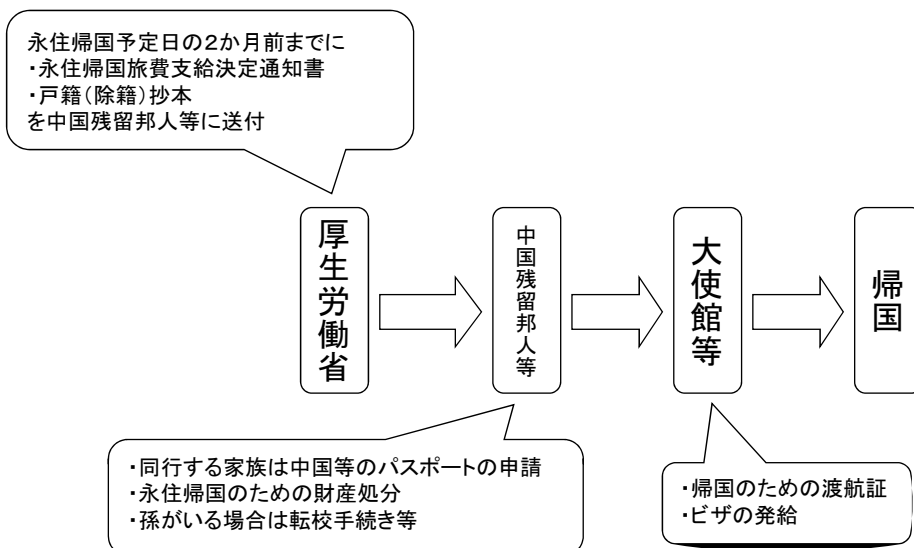 永住帰国予定日の2か月前までに
・永住帰国旅費支給決定通知書
・戸籍(除籍)抄本
を中国残留邦人等に送付
厚生労働省
中国残留邦人等
大使館等
帰国
・同行する家族は中国等のパスポートの申請
・永住帰国のための財産処分
・孫がいる場合は転校手続き等
・帰国のための渡航証
・ビザの発給